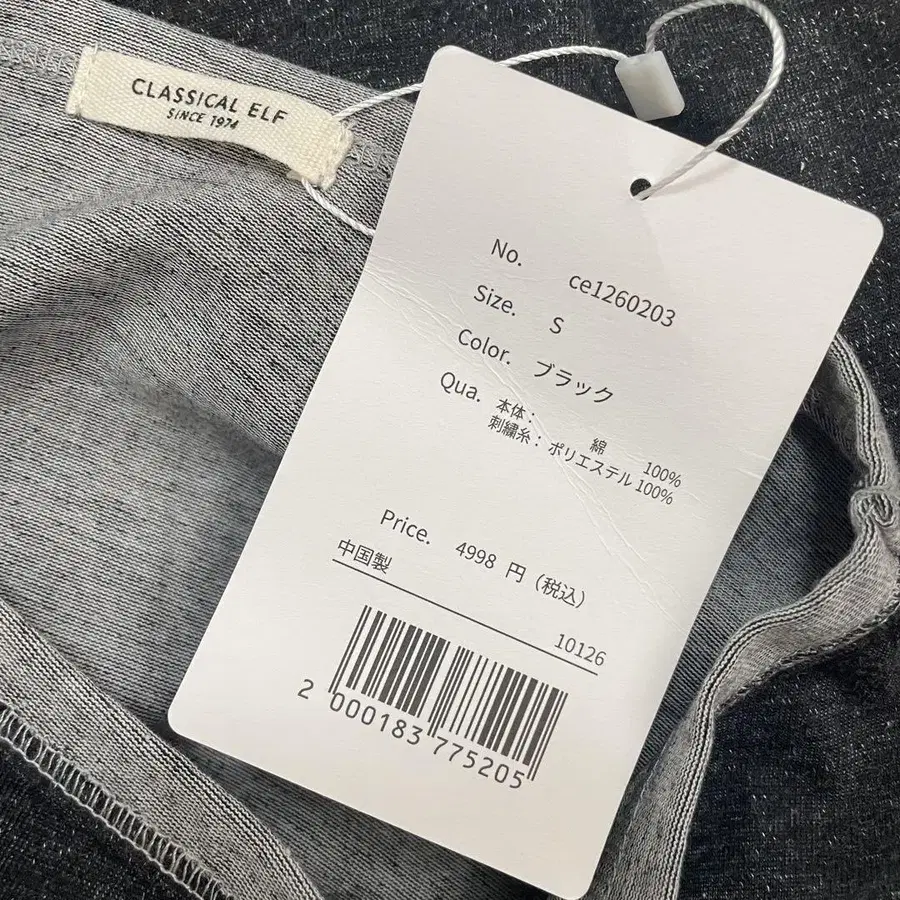 CLASSICAL ELF
SINCE 1974
No. ce1260203
Size. S
Color. ブラック
Qua. 本体： 綿 100%
刺繍糸： ポリエステル 100%
Price. 4998 円（税込）
中国製
10126
2 000183 775205